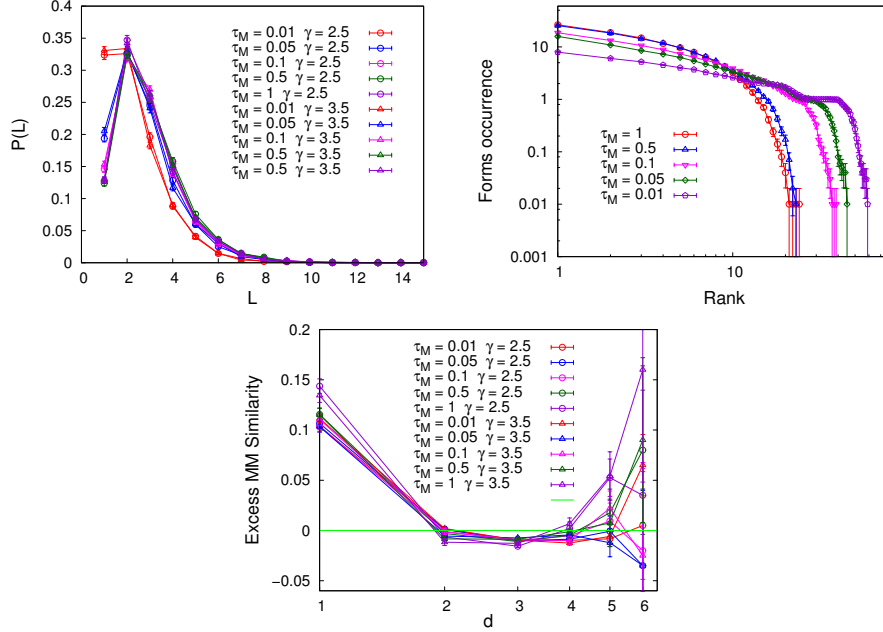 0.4
0.35
0.3
0.25
0.2
0.15
0.1
0.05
0
P(L)
0 2 4 6 8 10 12 14
L
τM = 0.01 γ = 2.5
τM = 0.05 γ = 2.5
τM = 0.1 γ = 2.5
τM = 0.5 γ = 2.5
τM = 1 γ = 2.5
τM = 0.01 γ = 3.5
τM = 0.05 γ = 3.5
τM = 0.1 γ = 3.5
τM = 0.5 γ = 3.5
τM = 0.5 γ = 3.5
100
10
1
0.1
0.01
0.001
Forms occurrence
1 10
Rank
τM = 1
τM = 0.5
τM = 0.1
τM = 0.05
τM = 0.01
0.2
0.15
0.1
0.05
0
−0.05
Excess MM Similarity
1 2 3 4 5 6
d
τM = 0.01 γ = 2.5
τM = 0.05 γ = 2.5
τM = 0.1 γ = 2.5
τM = 0.5 γ = 2.5
τM = 1 γ = 2.5
τM = 0.01 γ = 3.5
τM = 0.05 γ = 3.5
τM = 0.1 γ = 3.5
τM = 0.5 γ = 3.5
τM = 1 γ = 3.5